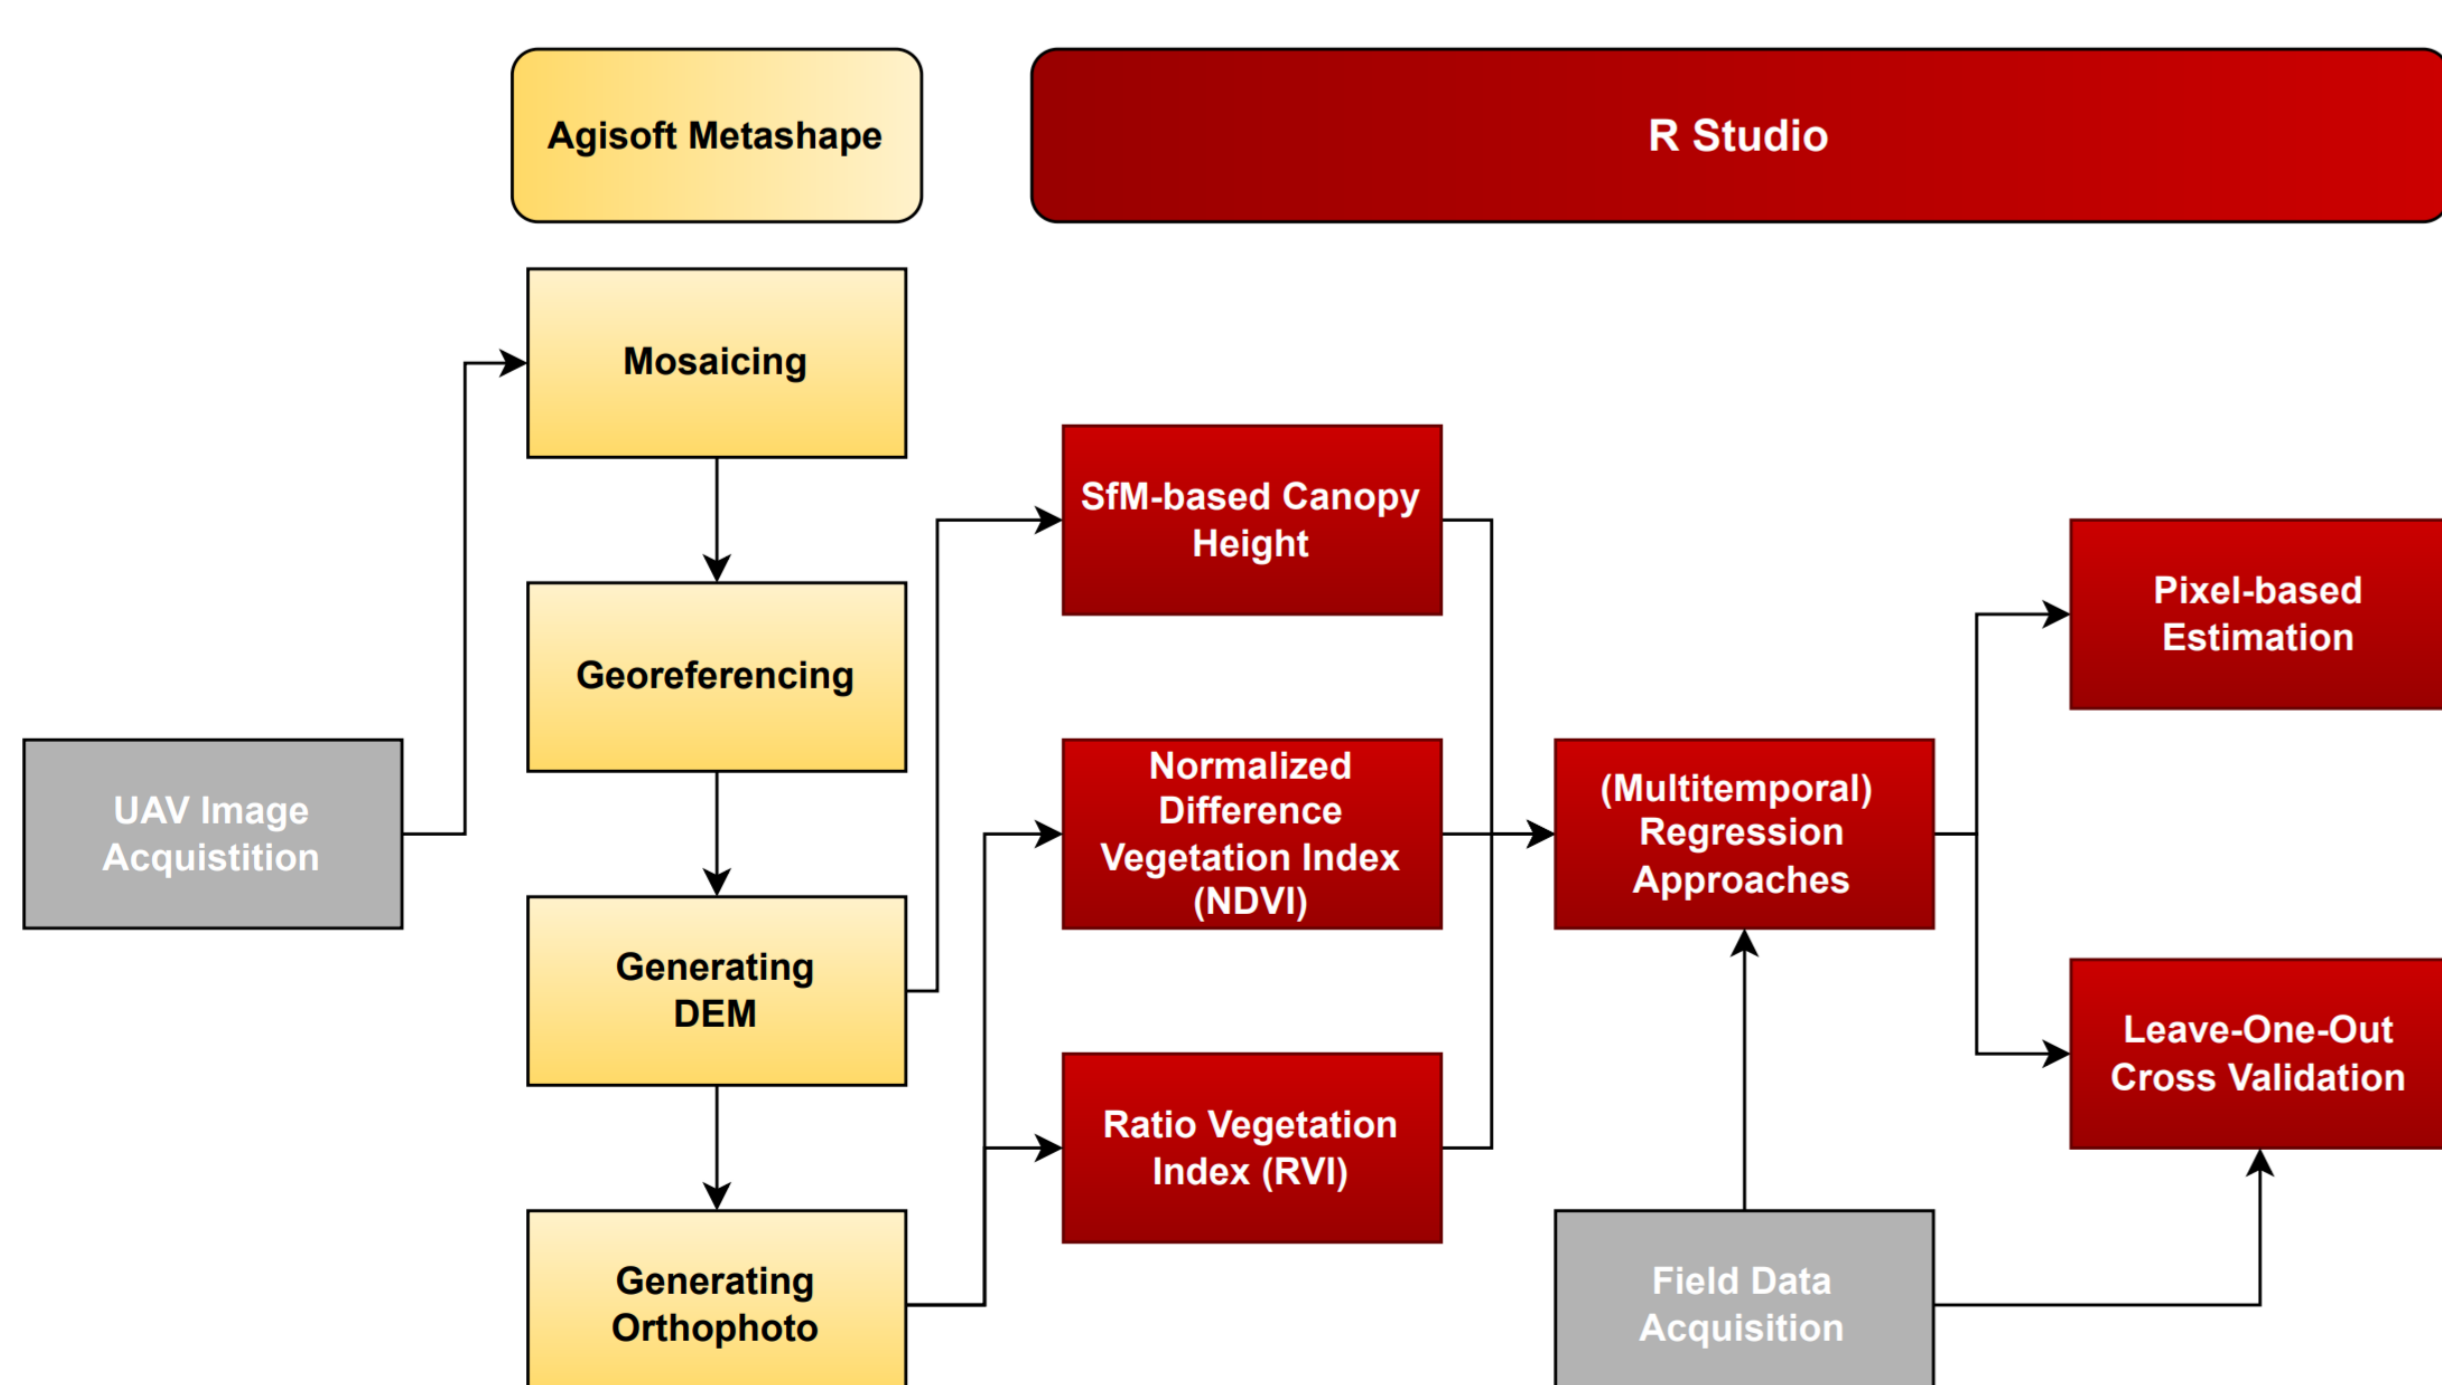 Agisoft Metashape
R Studio
Mosaicing
SfM-based Canopy
Height
Georeferencing
Pixel-based
Estimation
UAV Image
Acquistition
Normalized
Difference
Vegetation Index
(NDVI)
(Multitemporal)
Regression
Approaches
Generating
DEM
Leave-One-Out
Cross Validation
Ratio Vegetation
Index (RVI)
Generating
Orthophoto
Field Data
Acquisition